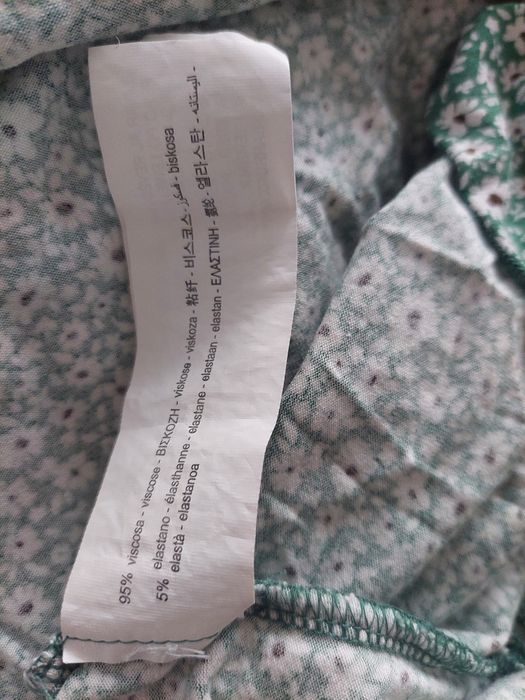 95% viscosa - viscose - ΒΙΣΚΟΖΗ - viskose - viskoza - 粘纤 - 비스코스 - فسكوز - biskosa
5% elastano - élasthanne - elastane - elastaan - elastan - ΕΛΑΣΤΙΝΗ - 氨纶 - 엘라스탄 -
elastà - elastanoa